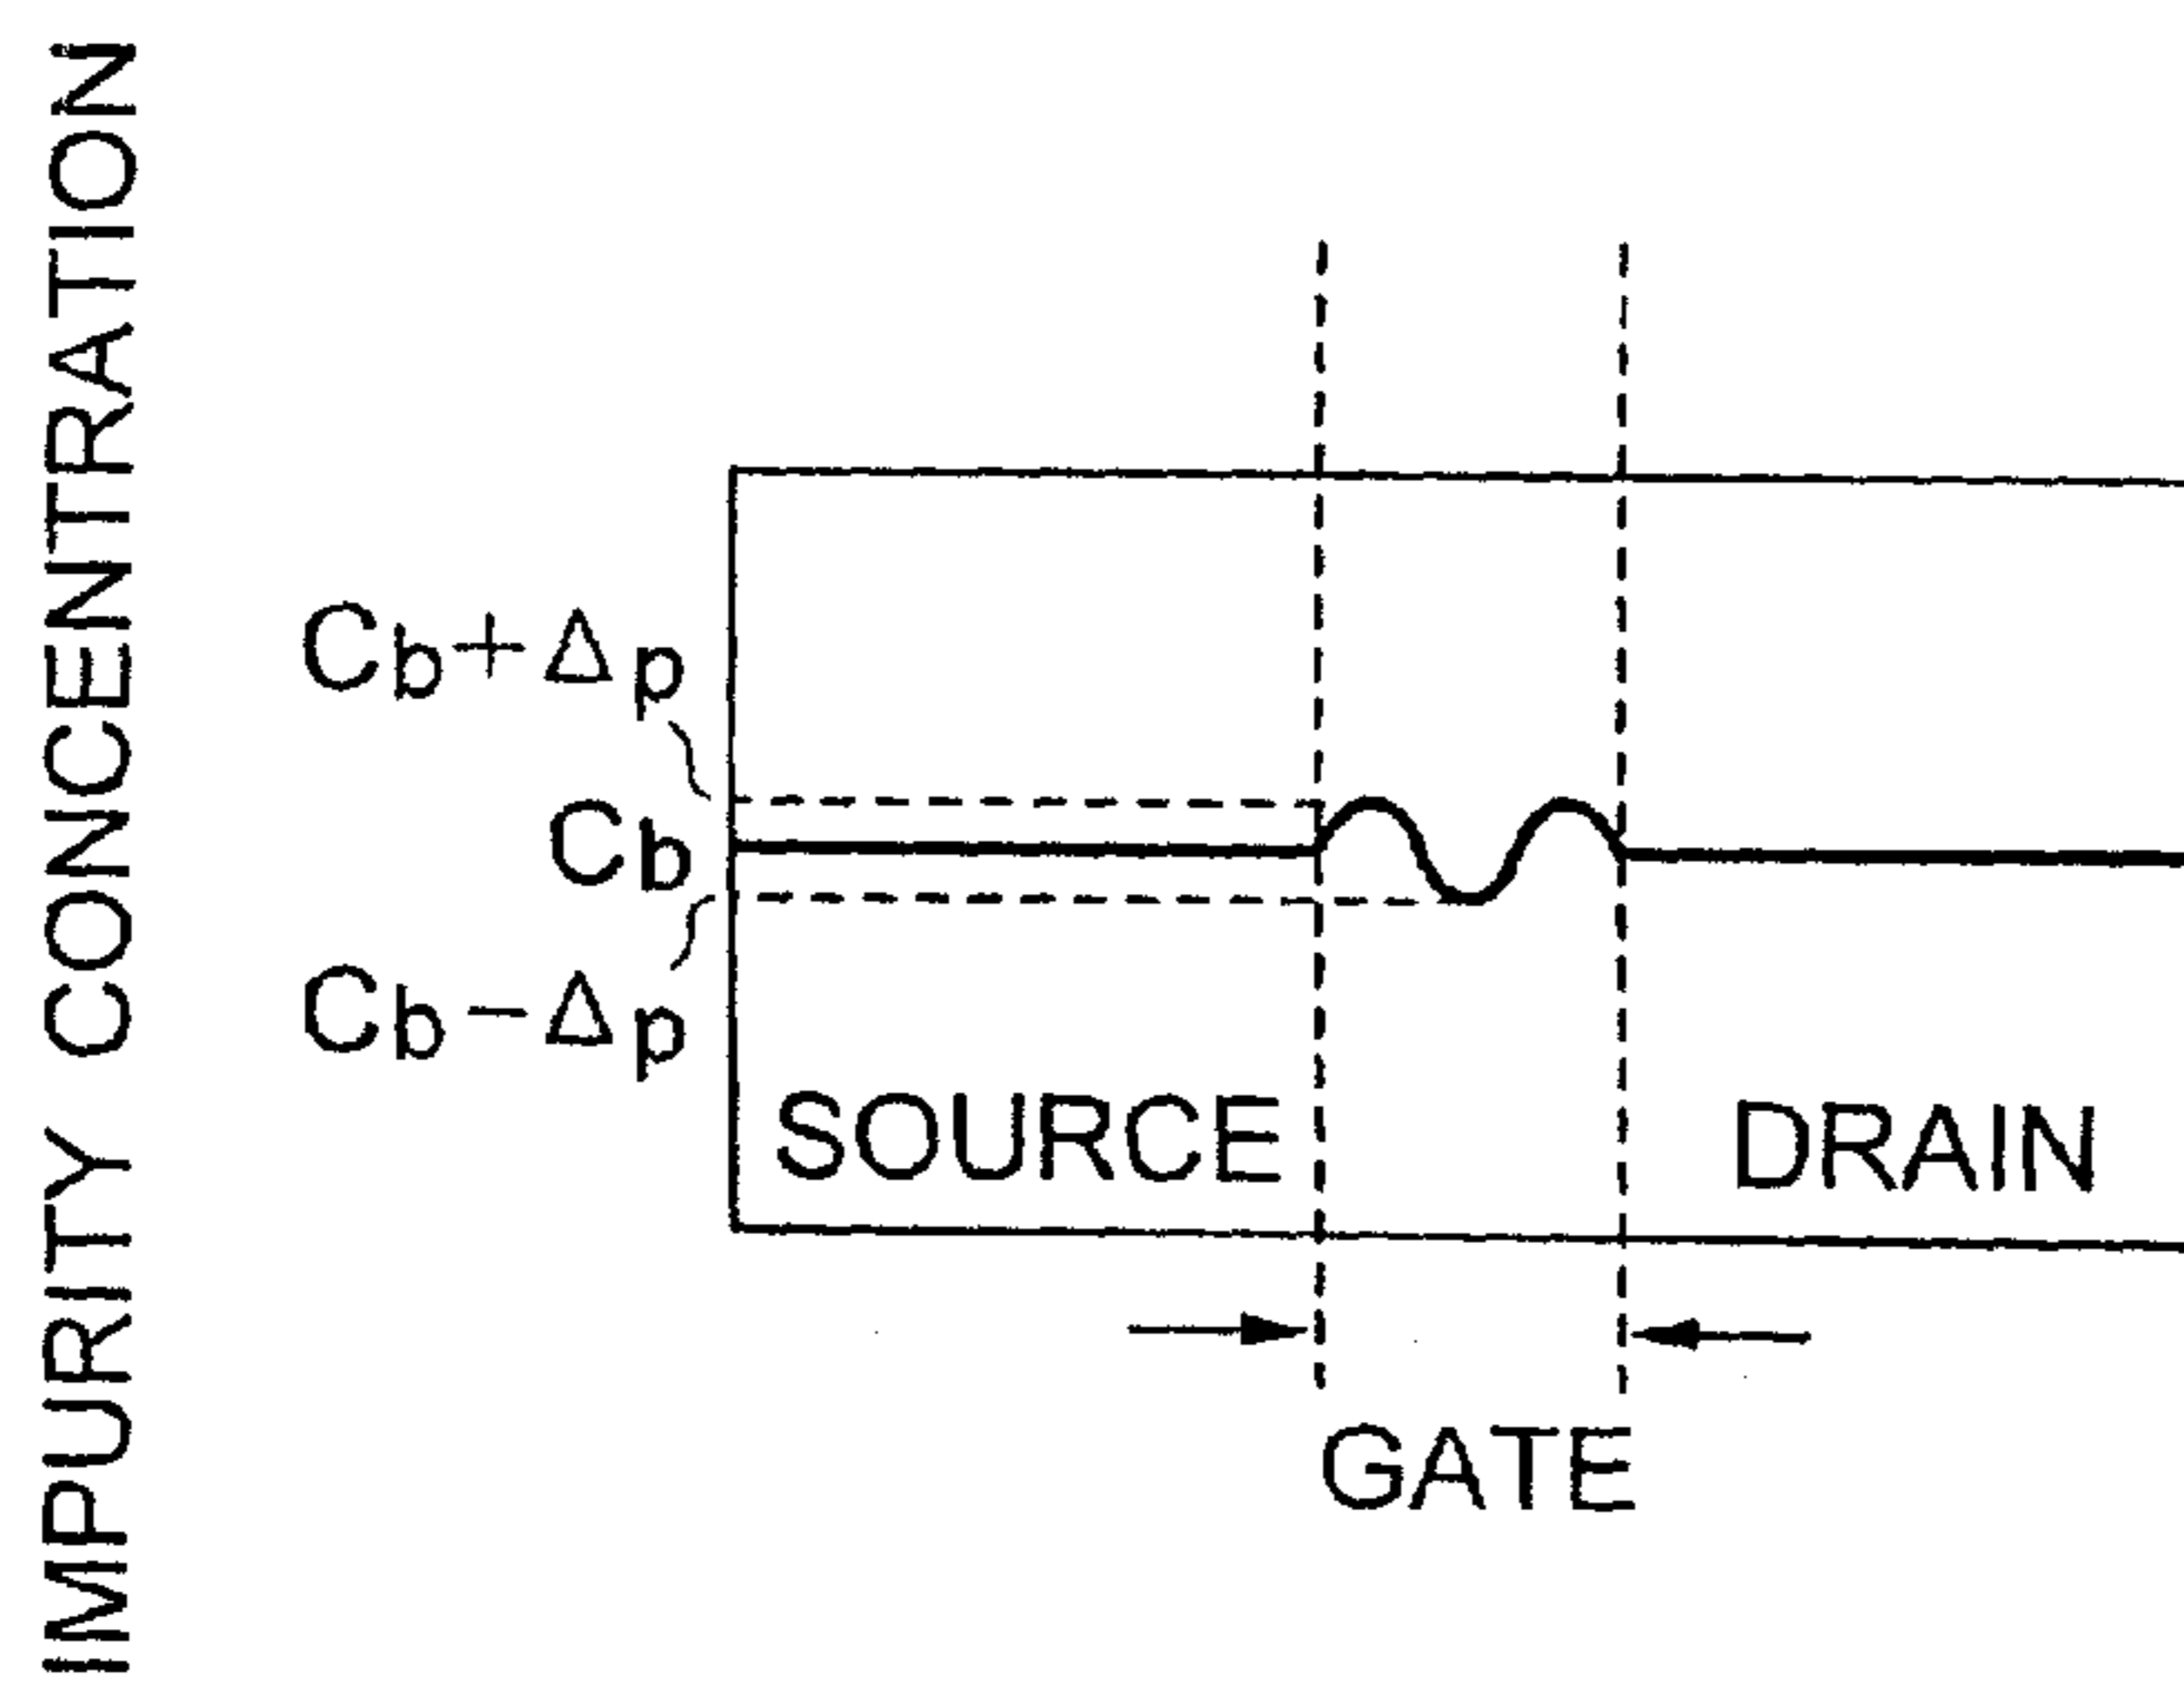 IMPURITY CONCENTRATION
Cb+Δp
Cb
Cb−Δp
SOURCE
DRAIN
GATE